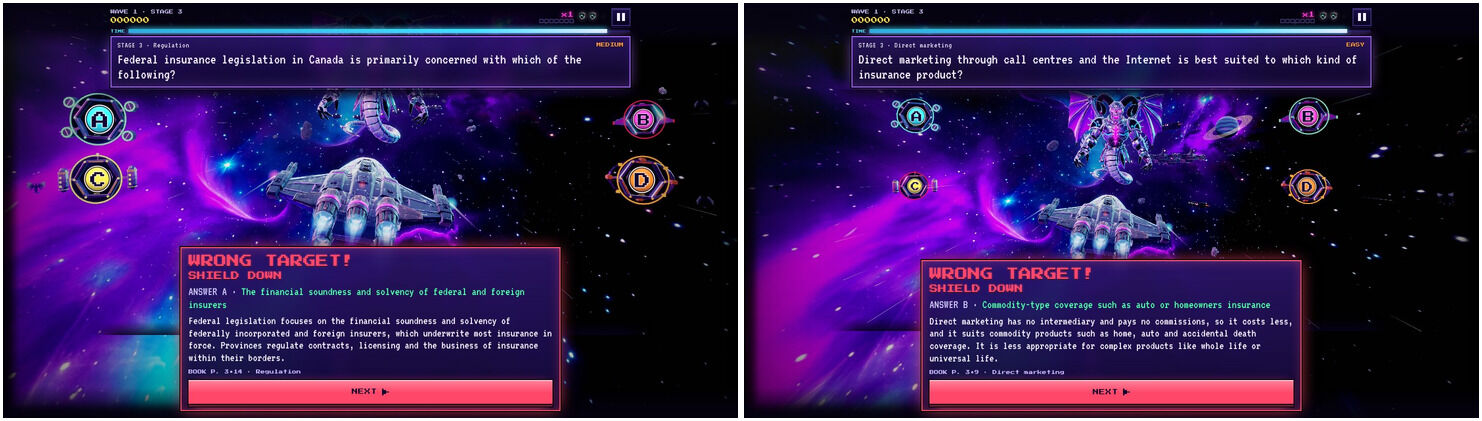 WAVE 1 · STAGE 3
000000
x1
TIME
STAGE 3 · Regulation
MEDIUM
Federal insurance legislation in Canada is primarily concerned with which of the
following?
A
B
C
D
WRONG TARGET!
SHIELD DOWN
ANSWER A · The financial soundness and solvency of federal and foreign
insurers
Federal legislation focuses on the financial soundness and solvency of
federally incorporated and foreign insurers, which underwrite most insurance in
force. Provinces regulate contracts, licensing and the business of insurance
within their borders.
BOOK P. 3•14 · Regulation
NEXT
WAVE 1 · STAGE 3
000000
x1
TIME
STAGE 3 · Direct marketing
EASY
Direct marketing through call centres and the Internet is best suited to which kind of
insurance product?
A
B
C
D
WRONG TARGET!
SHIELD DOWN
ANSWER B · Commodity-type coverage such as auto or homeowners insurance
Direct marketing has no intermediary and pays no commissions, so it costs less,
and it suits commodity products such as home, auto and accidental death
coverage. It is less appropriate for complex products like whole life or
universal life.
BOOK P. 3•9 · Direct marketing
NEXT